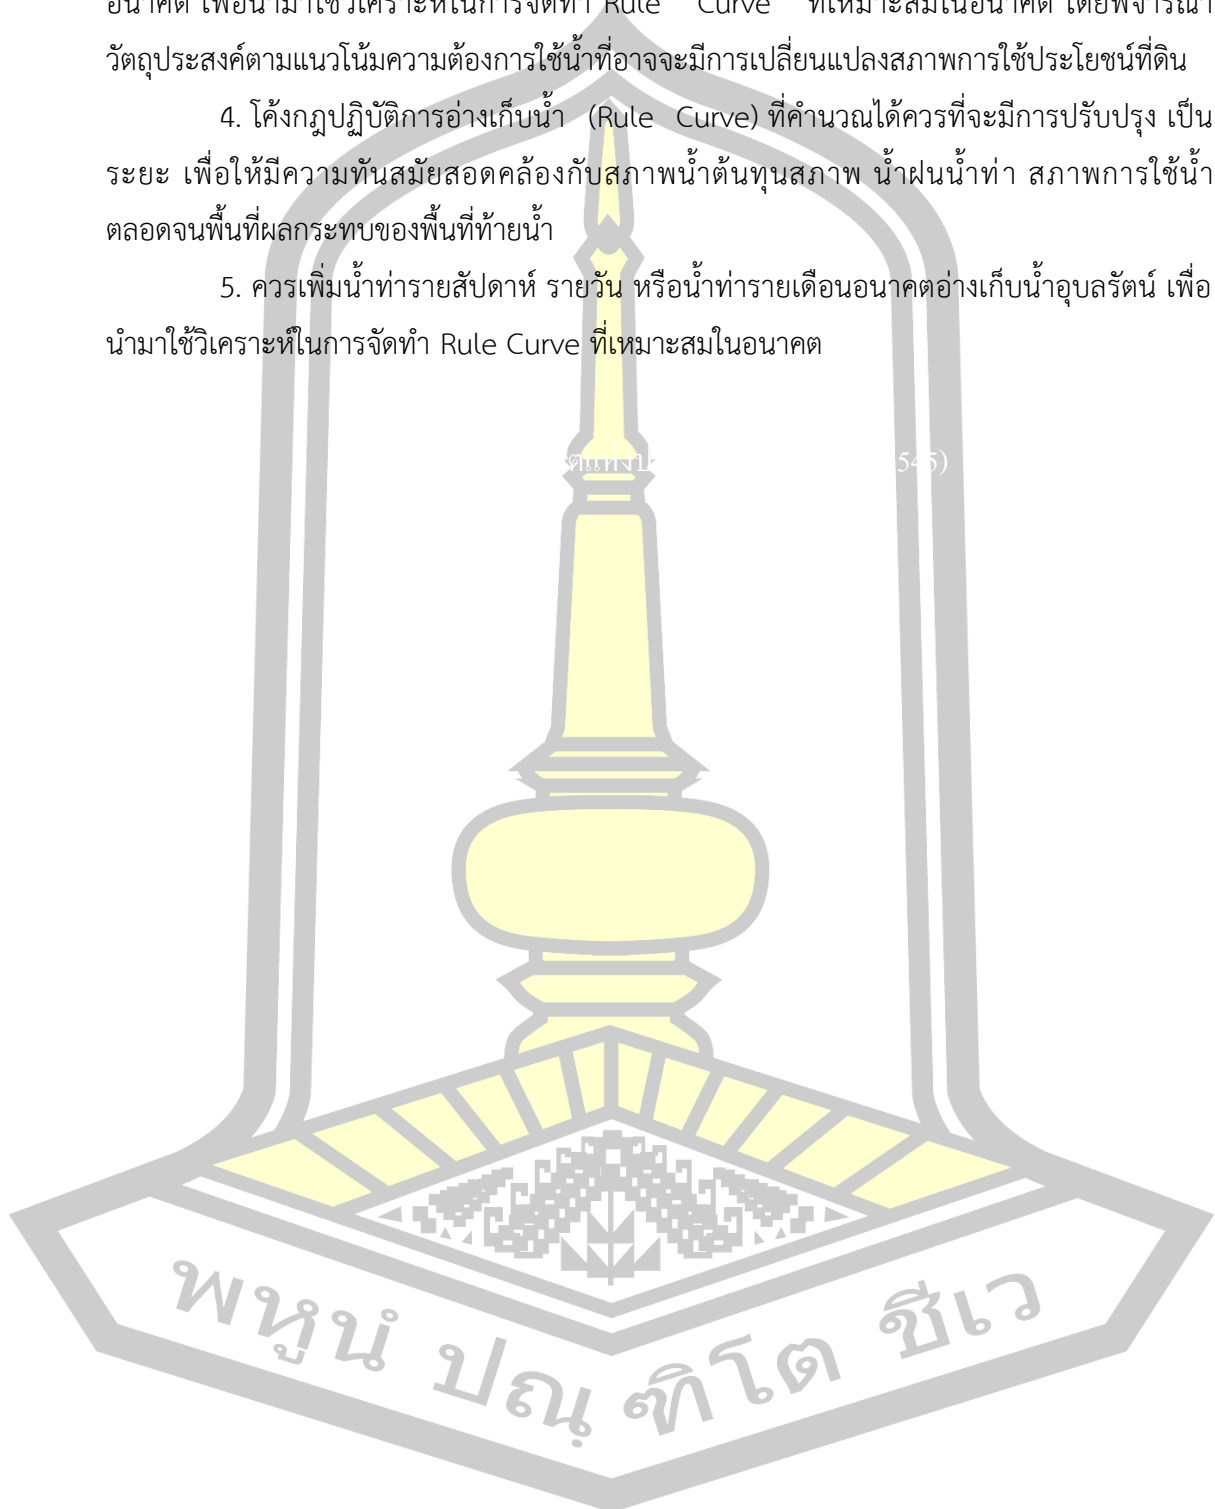 อนาคต เพื่อนำมาใช้วิเคราะห์ในการจัดทำ Rule Curve ที่เหมาะสมในอนาคต โดยพิจารณา
วัตถุประสงค์ตามแนวโน้มความต้องการใช้น้ำที่อาจจะมีการเปลี่ยนแปลงสภาพการใช้ประโยชน์ที่ดิน
4. โค้งกฎปฏิบัติการอ่างเก็บน้ำ (Rule Curve) ที่คำนวณได้ควรที่จะมีการปรับปรุง เป็น
ระยะ เพื่อให้มีความทันสมัยสอดคล้องกับสภาพน้ำต้นทุนสภาพ น้ำฝนน้ำท่า สภาพการใช้น้ำ
ตลอดจนพื้นที่ผลกระทบของพื้นที่ท้ายน้ำ
5. ควรเพิ่มน้ำท่ารายสัปดาห์ รายวัน หรือน้ำท่ารายเดือนอนาคตอ่างเก็บน้ำอุบลรัตน์ เพื่อ
นำมาใช้วิเคราะห์ในการจัดทำ Rule Curve ที่เหมาะสมในอนาคต
545)
พหูนํ ปณฺฑิโต ชีเว